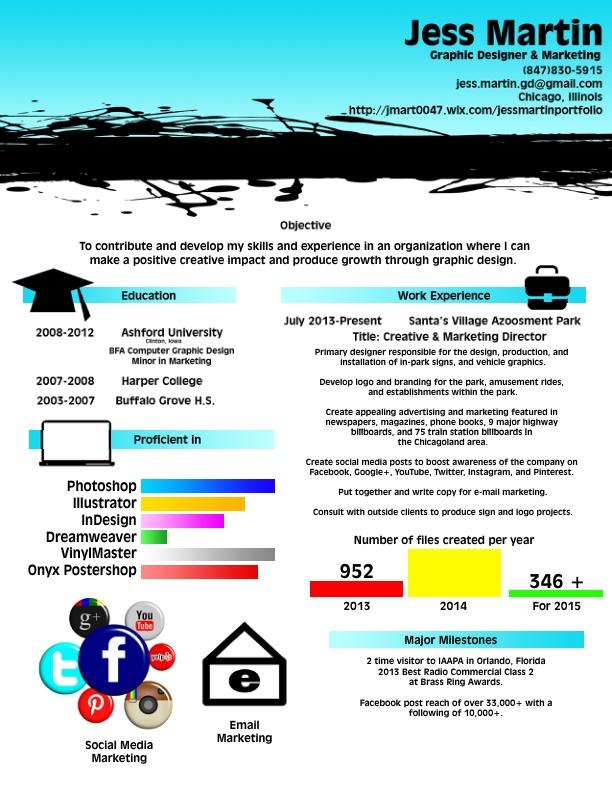 Jess Martin
Graphic Designer & Marketing
(847)830-5915
jess.martin.gd@gmail.com
Chicago, Illinois
http://jmart0047.wix.com/jessmartinportfolio
Objective
To contribute and develop my skills and experience in an organization where I can
make a positive creative impact and produce growth through graphic design.
Education
2008-2012 Ashford University
Clinton, Iowa
BFA Computer Graphic Design
Minor in Marketing
2007-2008 Harper College
2003-2007 Buffalo Grove H.S.
Proficient in
Photoshop
Illustrator
InDesign
Dreamweaver
VinylMaster
Onyx Postershop
g+
You
Tube
t
f
yelp
P
Social Media
Marketing
e
Email
Marketing
Work Experience
July 2013-Present Santa's Village Azoosment Park
Title: Creative & Marketing Director
Primary designer responsible for the design, production, and
installation of in-park signs, and vehicle graphics.
Develop logo and branding for the park, amusement rides,
and establishments within the park.
Create appealing advertising and marketing featured in
newspapers, magazines, phone books, 9 major highway
billboards, and 75 train station billboards in
the Chicagoland area.
Create social media posts to boost awareness of the company on
Facebook, Google+, YouTube, Twitter, Instagram, and Pinterest.
Put together and write copy for e-mail marketing.
Consult with outside clients to produce sign and logo projects.
Number of files created per year
952
346 +
2013
2014
For 2015
Major Milestones
2 time visitor to IAAPA in Orlando, Florida
2013 Best Radio Commercial Class 2
at Brass Ring Awards.
Facebook post reach of over 33,000+ with a
following of 10,000+.